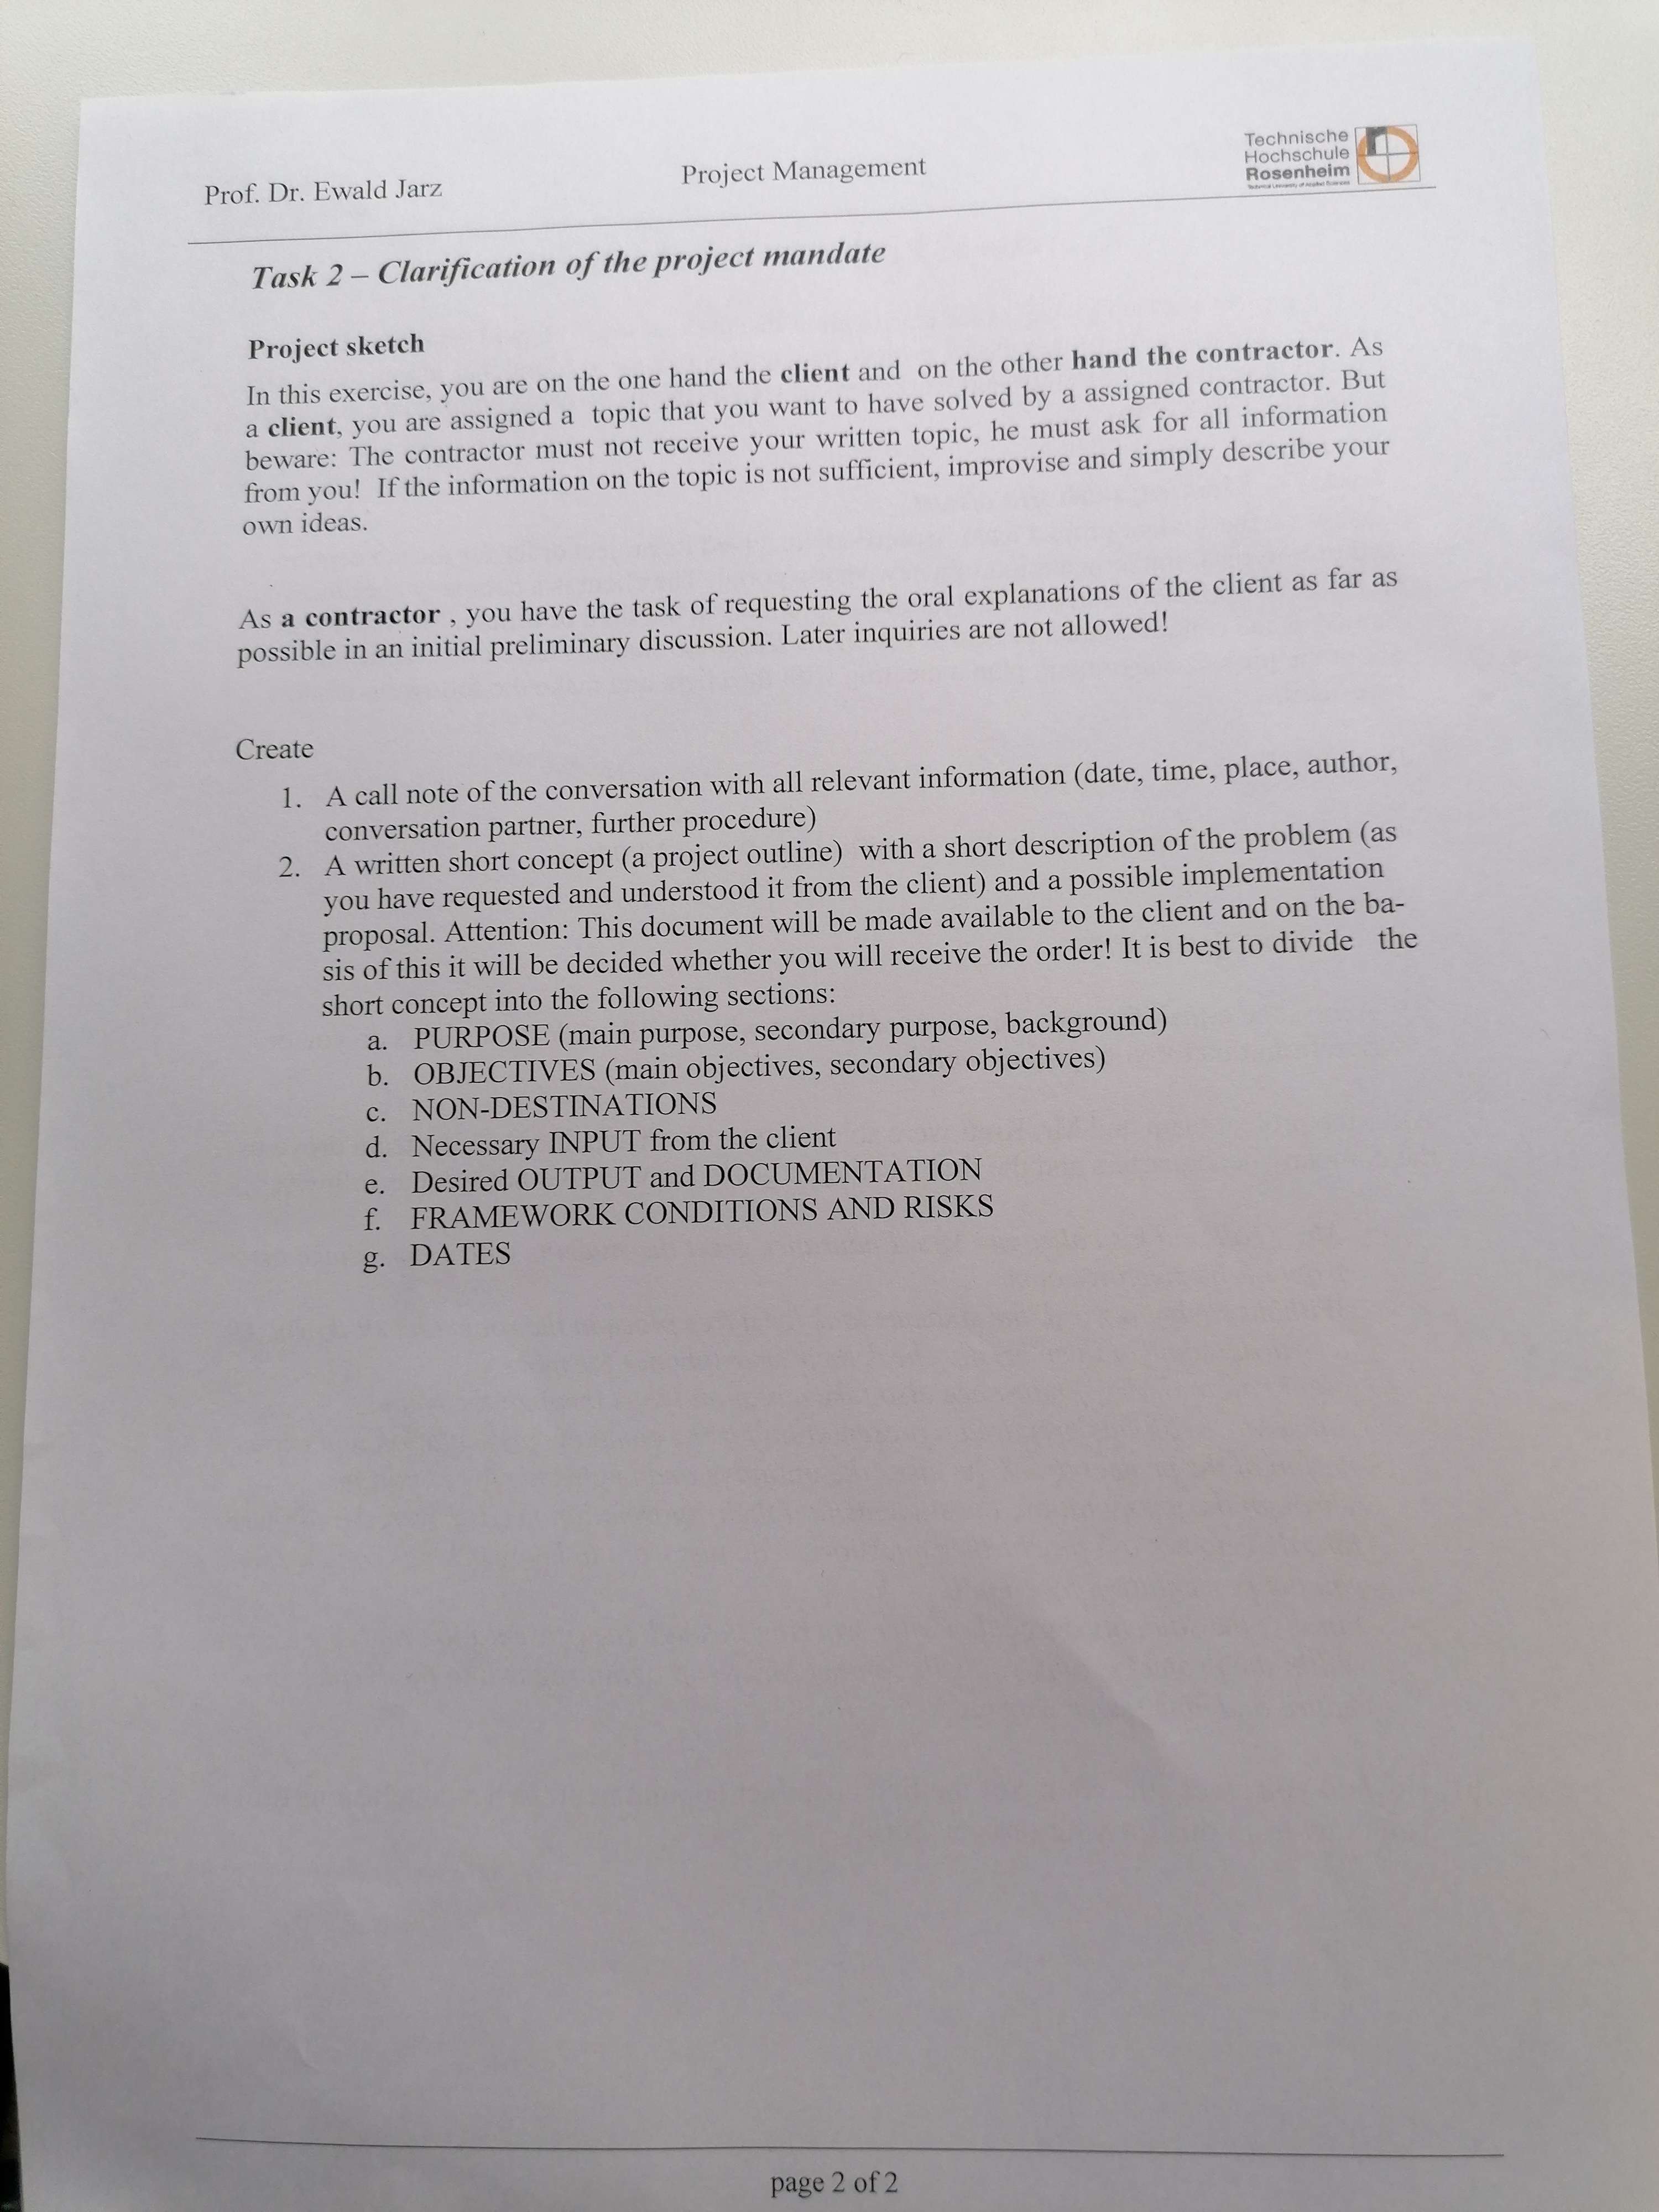 Prof. Dr. Ewald Jarz
Project Management
Technische
Hochschule
Rosenheim
Task 2 – Clarification of the project mandate
Project sketch
In this exercise, you are on the one hand the client and on the other hand the contractor. As
a client, you are assigned a topic that you want to have solved by a assigned contractor. But
beware: The contractor must not receive your written topic, he must ask for all information
from you! If the information on the topic is not sufficient, improvise and simply describe your
own ideas.
As a contractor , you have the task of requesting the oral explanations of the client as far as
possible in an initial preliminary discussion. Later inquiries are not allowed!
Create
1. A call note of the conversation with all relevant information (date, time, place, author,
conversation partner, further procedure)
2. A written short concept (a project outline) with a short description of the problem (as
you have requested and understood it from the client) and a possible implementation
proposal. Attention: This document will be made available to the client and on the ba-
sis of this it will be decided whether you will receive the order! It is best to divide the
short concept into the following sections:
a. PURPOSE (main purpose, secondary purpose, background)
b. OBJECTIVES (main objectives, secondary objectives)
c. NON-DESTINATIONS
d. Necessary INPUT from the client
e. Desired OUTPUT and DOCUMENTATION
f. FRAMEWORK CONDITIONS AND RISKS
g. DATES
page 2 of 2